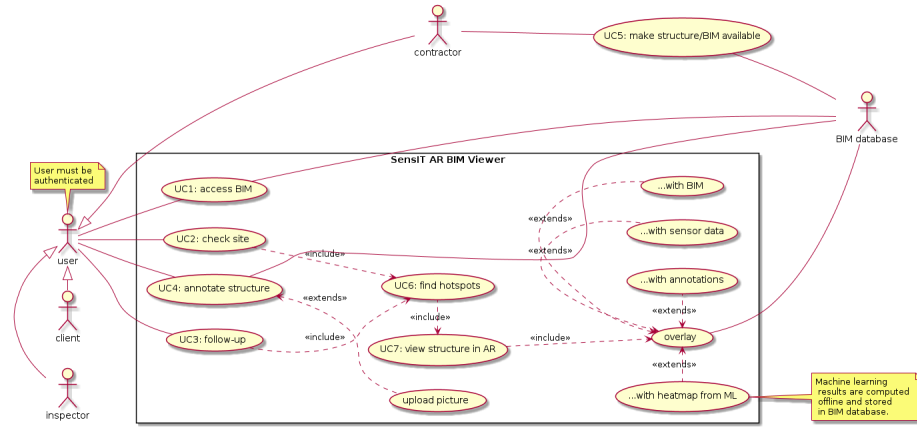 contractor
UC5: make structure/BIM available
BIM database
SensIT AR BIM Viewer
User must be
authenticated
user
client
inspector
UC1: access BIM
UC2: check site
UC4: annotate structure
UC3: follow-up
«include»
«extends»
«include»
UC6: find hotspots
«include»
UC7: view structure in AR
upload picture
«include»
...with BIM
«extends»
...with sensor data
«extends»
...with annotations
«extends»
overlay
«extends»
...with heatmap from ML
Machine learning
results are computed
offline and stored
in BIM database.